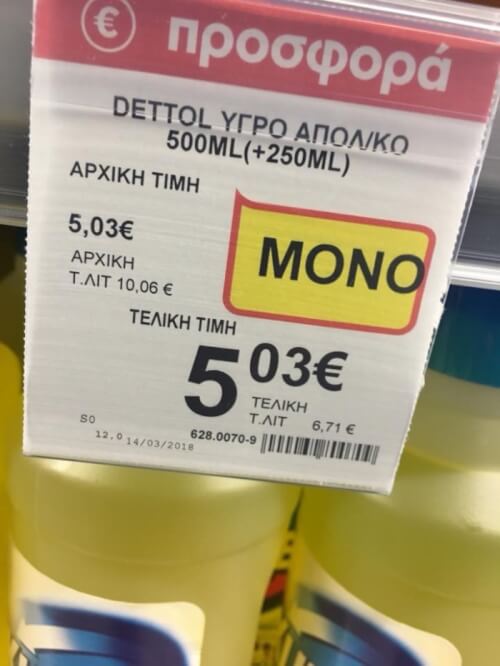 € προσφορά
DETTOL ΥΓΡΟ ΑΠΟΛ/ΚΟ
500ML(+250ML)
ΑΡΧΙΚΗ ΤΙΜΗ
5,03€
ΑΡΧΙΚΗ
Τ.ΛΙΤ 10,06 €
ΜΟΝΟ
ΤΕΛΙΚΗ ΤΙΜΗ
5 03€
ΤΕΛΙΚΗ
Τ.ΛΙΤ 6,71 €
S0
12.0 14/03/2018 628.0070-9